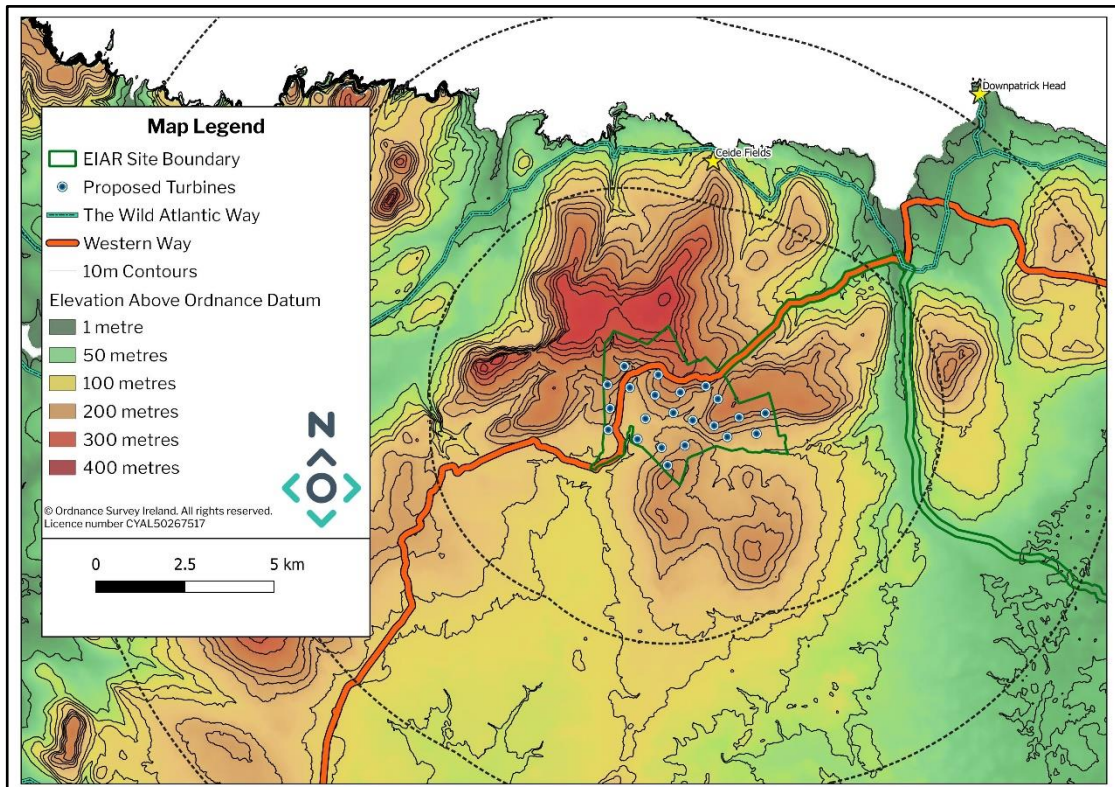 Downpatrick Head
Ceide Fields
Map Legend
EIAR Site Boundary
Proposed Turbines
The Wild Atlantic Way
Western Way
10m Contours
Elevation Above Ordnance Datum
1 metre
50 metres
100 metres
200 metres
300 metres
400 metres
N
© Ordnance Survey Ireland. All rights reserved.
Licence number CYAL50267517
0 2.5 5 km